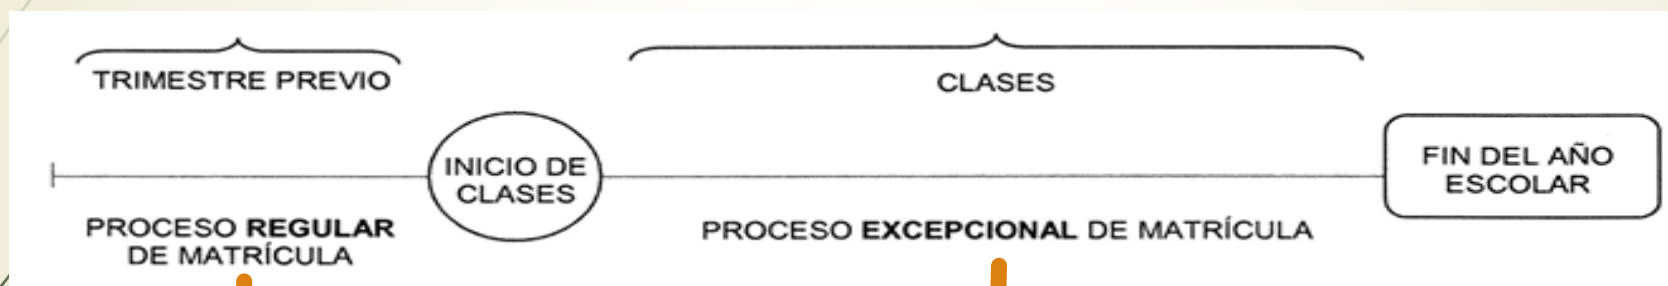 TRIMESTRE PREVIO
CLASES
INICIO DE
CLASES
FIN DEL AÑO
ESCOLAR
PROCESO REGULAR
DE MATRÍCULA
PROCESO EXCEPCIONAL DE MATRÍCULA